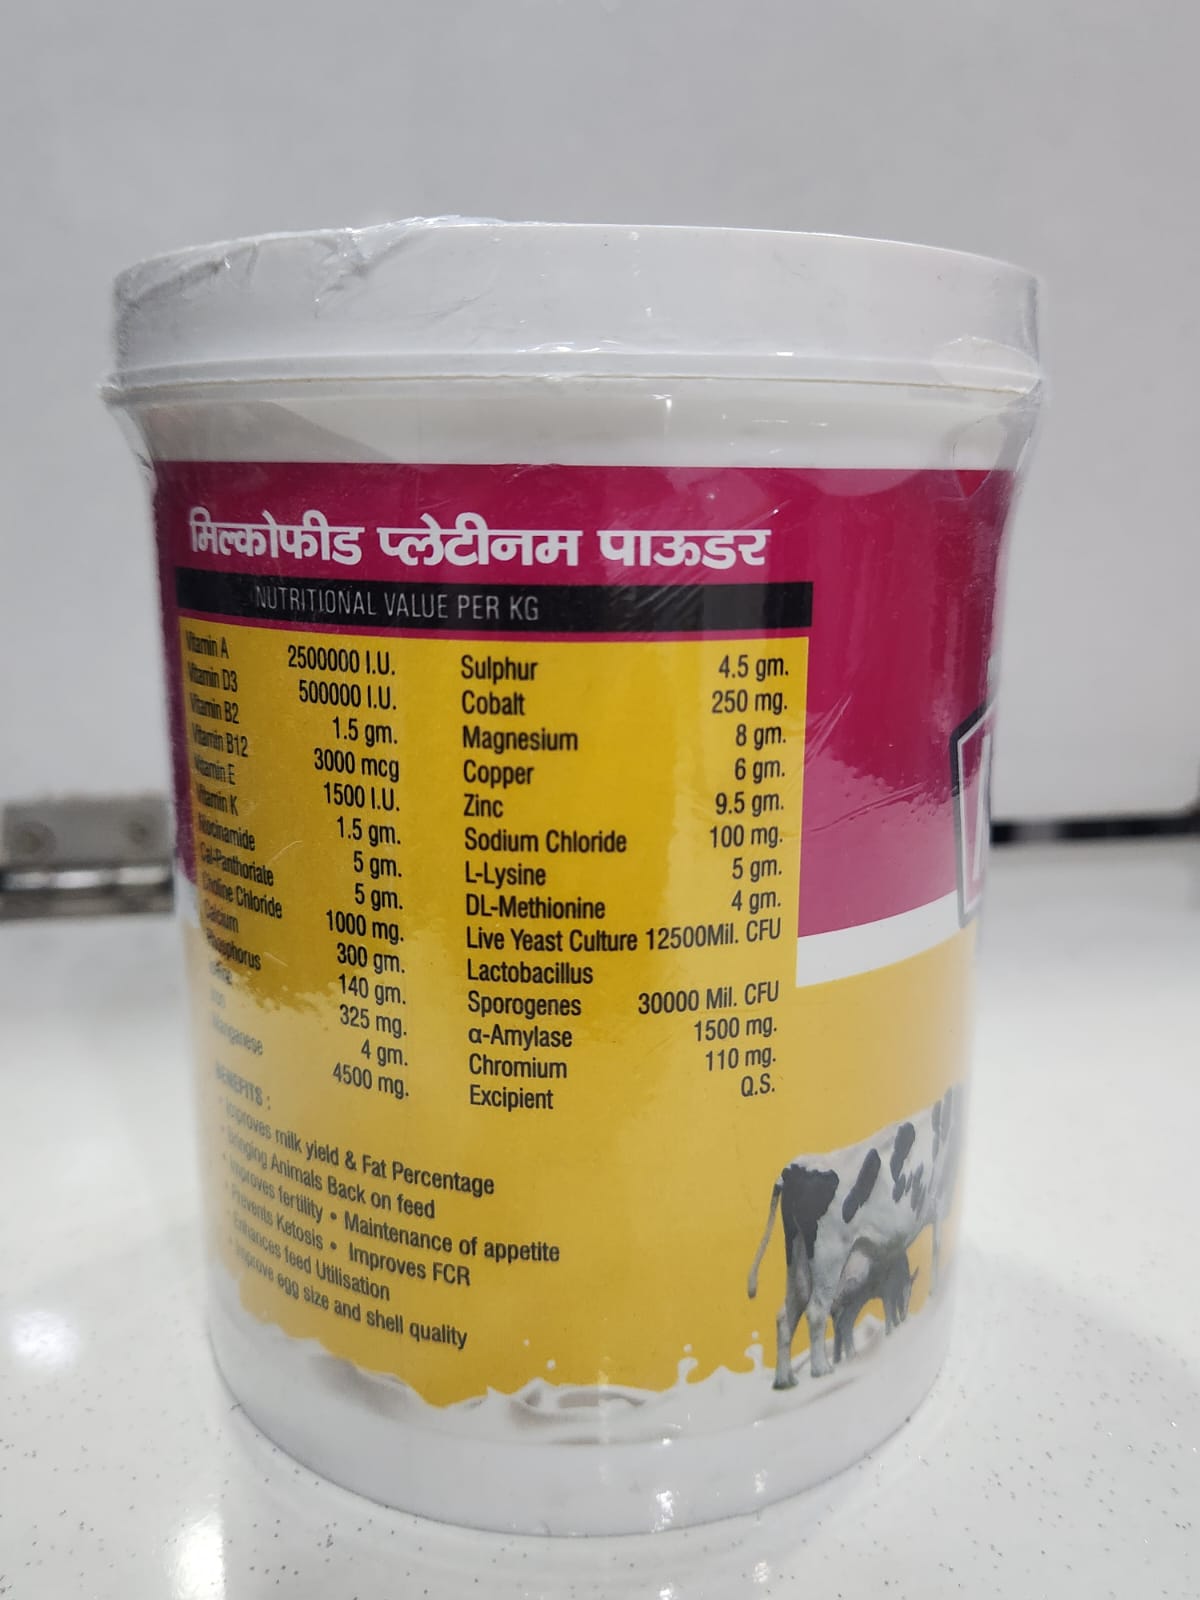 मिल्कोफीड प्लेटीनम पाऊडर
NUTRITIONAL VALUE PER KG
Vitamin A 2500000 I.U.
Vitamin D3 500000 I.U.
Vitamin B2 1.5 gm.
Vitamin B12 3000 mcg
Vitamin E 1500 I.U.
Vitamin K 1.5 gm.
Niocinamide 5 gm.
Cal-Panthoriate 5 gm.
Choline Chloride 1000 mg.
Calcium 300 gm.
Phosphorus 140 gm.
325 mg.
Iron 4 gm.
Manganese 4500 mg.
Sulphur 4.5 gm.
Cobalt 250 mg.
Magnesium 8 gm.
Copper 6 gm.
Zinc 9.5 gm.
Sodium Chloride 100 mg.
L-Lysine 5 gm.
DL-Methionine 4 gm.
Live Yeast Culture 12500Mil. CFU
Lactobacillus
Sporogenes 30000 Mil. CFU
α-Amylase 1500 mg.
Chromium 110 mg.
Excipient Q.S.
BENEFITS :
• Improves milk yield & Fat Percentage
• Bringing Animals Back on feed
• Improves fertility • Maintenance of appetite
• Prevents Ketosis • Improves FCR
• Enhances feed Utilisation
• Improve egg size and shell quality